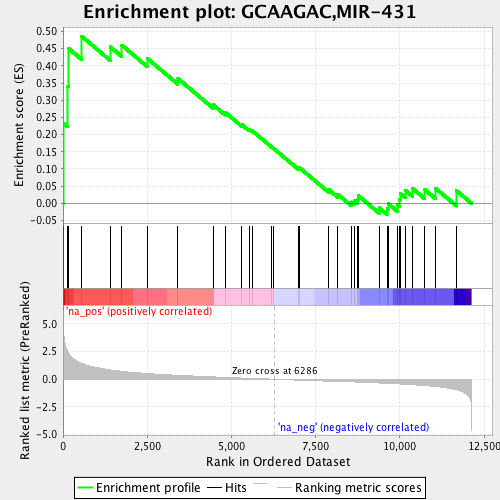 Enrichment plot: GCAAGAC,MIR-431
Enrichment score (ES)
0.50
0.45
0.40
0.35
0.30
0.25
0.20
0.15
0.10
0.05
0.00
-0.05
'na_pos' (positively correlated)
Ranked list metric (PreRanked)
5.0
2.5
0.0
-2.5
-5.0
Zero cross at 6286
'na_neg' (negatively correlated)
0 2,500 5,000 7,500 10,000 12,500
Rank in Ordered Dataset
Enrichment profile Hits Ranking metric scores